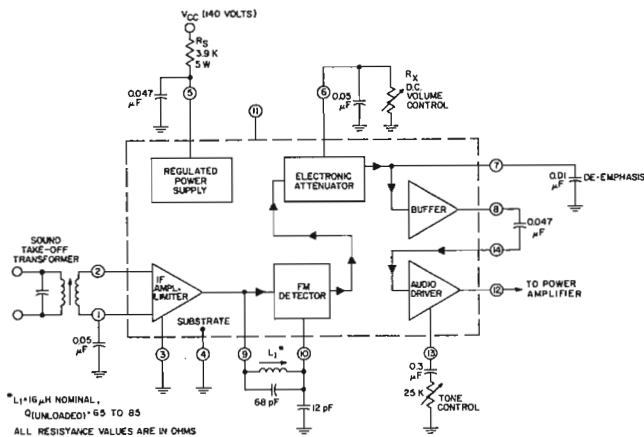 VCC (140 VOLTS)
RS
3.9 K
5 W
0.047
µF
5
11
6
0.05
µF
RX
D.C.
VOLUME
CONTROL
REGULATED
POWER
SUPPLY
ELECTRONIC
ATTENUATOR
7
0.01
µF
DE-EMPHASIS
BUFFER
8
0.047
µF
14
SOUND
TAKE-OFF
TRANSFORMER
2
1
IF
AMPL-
LIMITER
FM
DETECTOR
AUDIO
DRIVER
12
TO POWER
AMPLIFIER
SUBSTRATE
0.05
µF
3
4
9
10
13
L1*
68 pF
12 pF
0.3
µF
25 K
TONE
CONTROL
*L1=16 µH NOMINAL,
Q(UNLOADED)= 65 TO 85
ALL RESISTANCE VALUES ARE IN OHMS